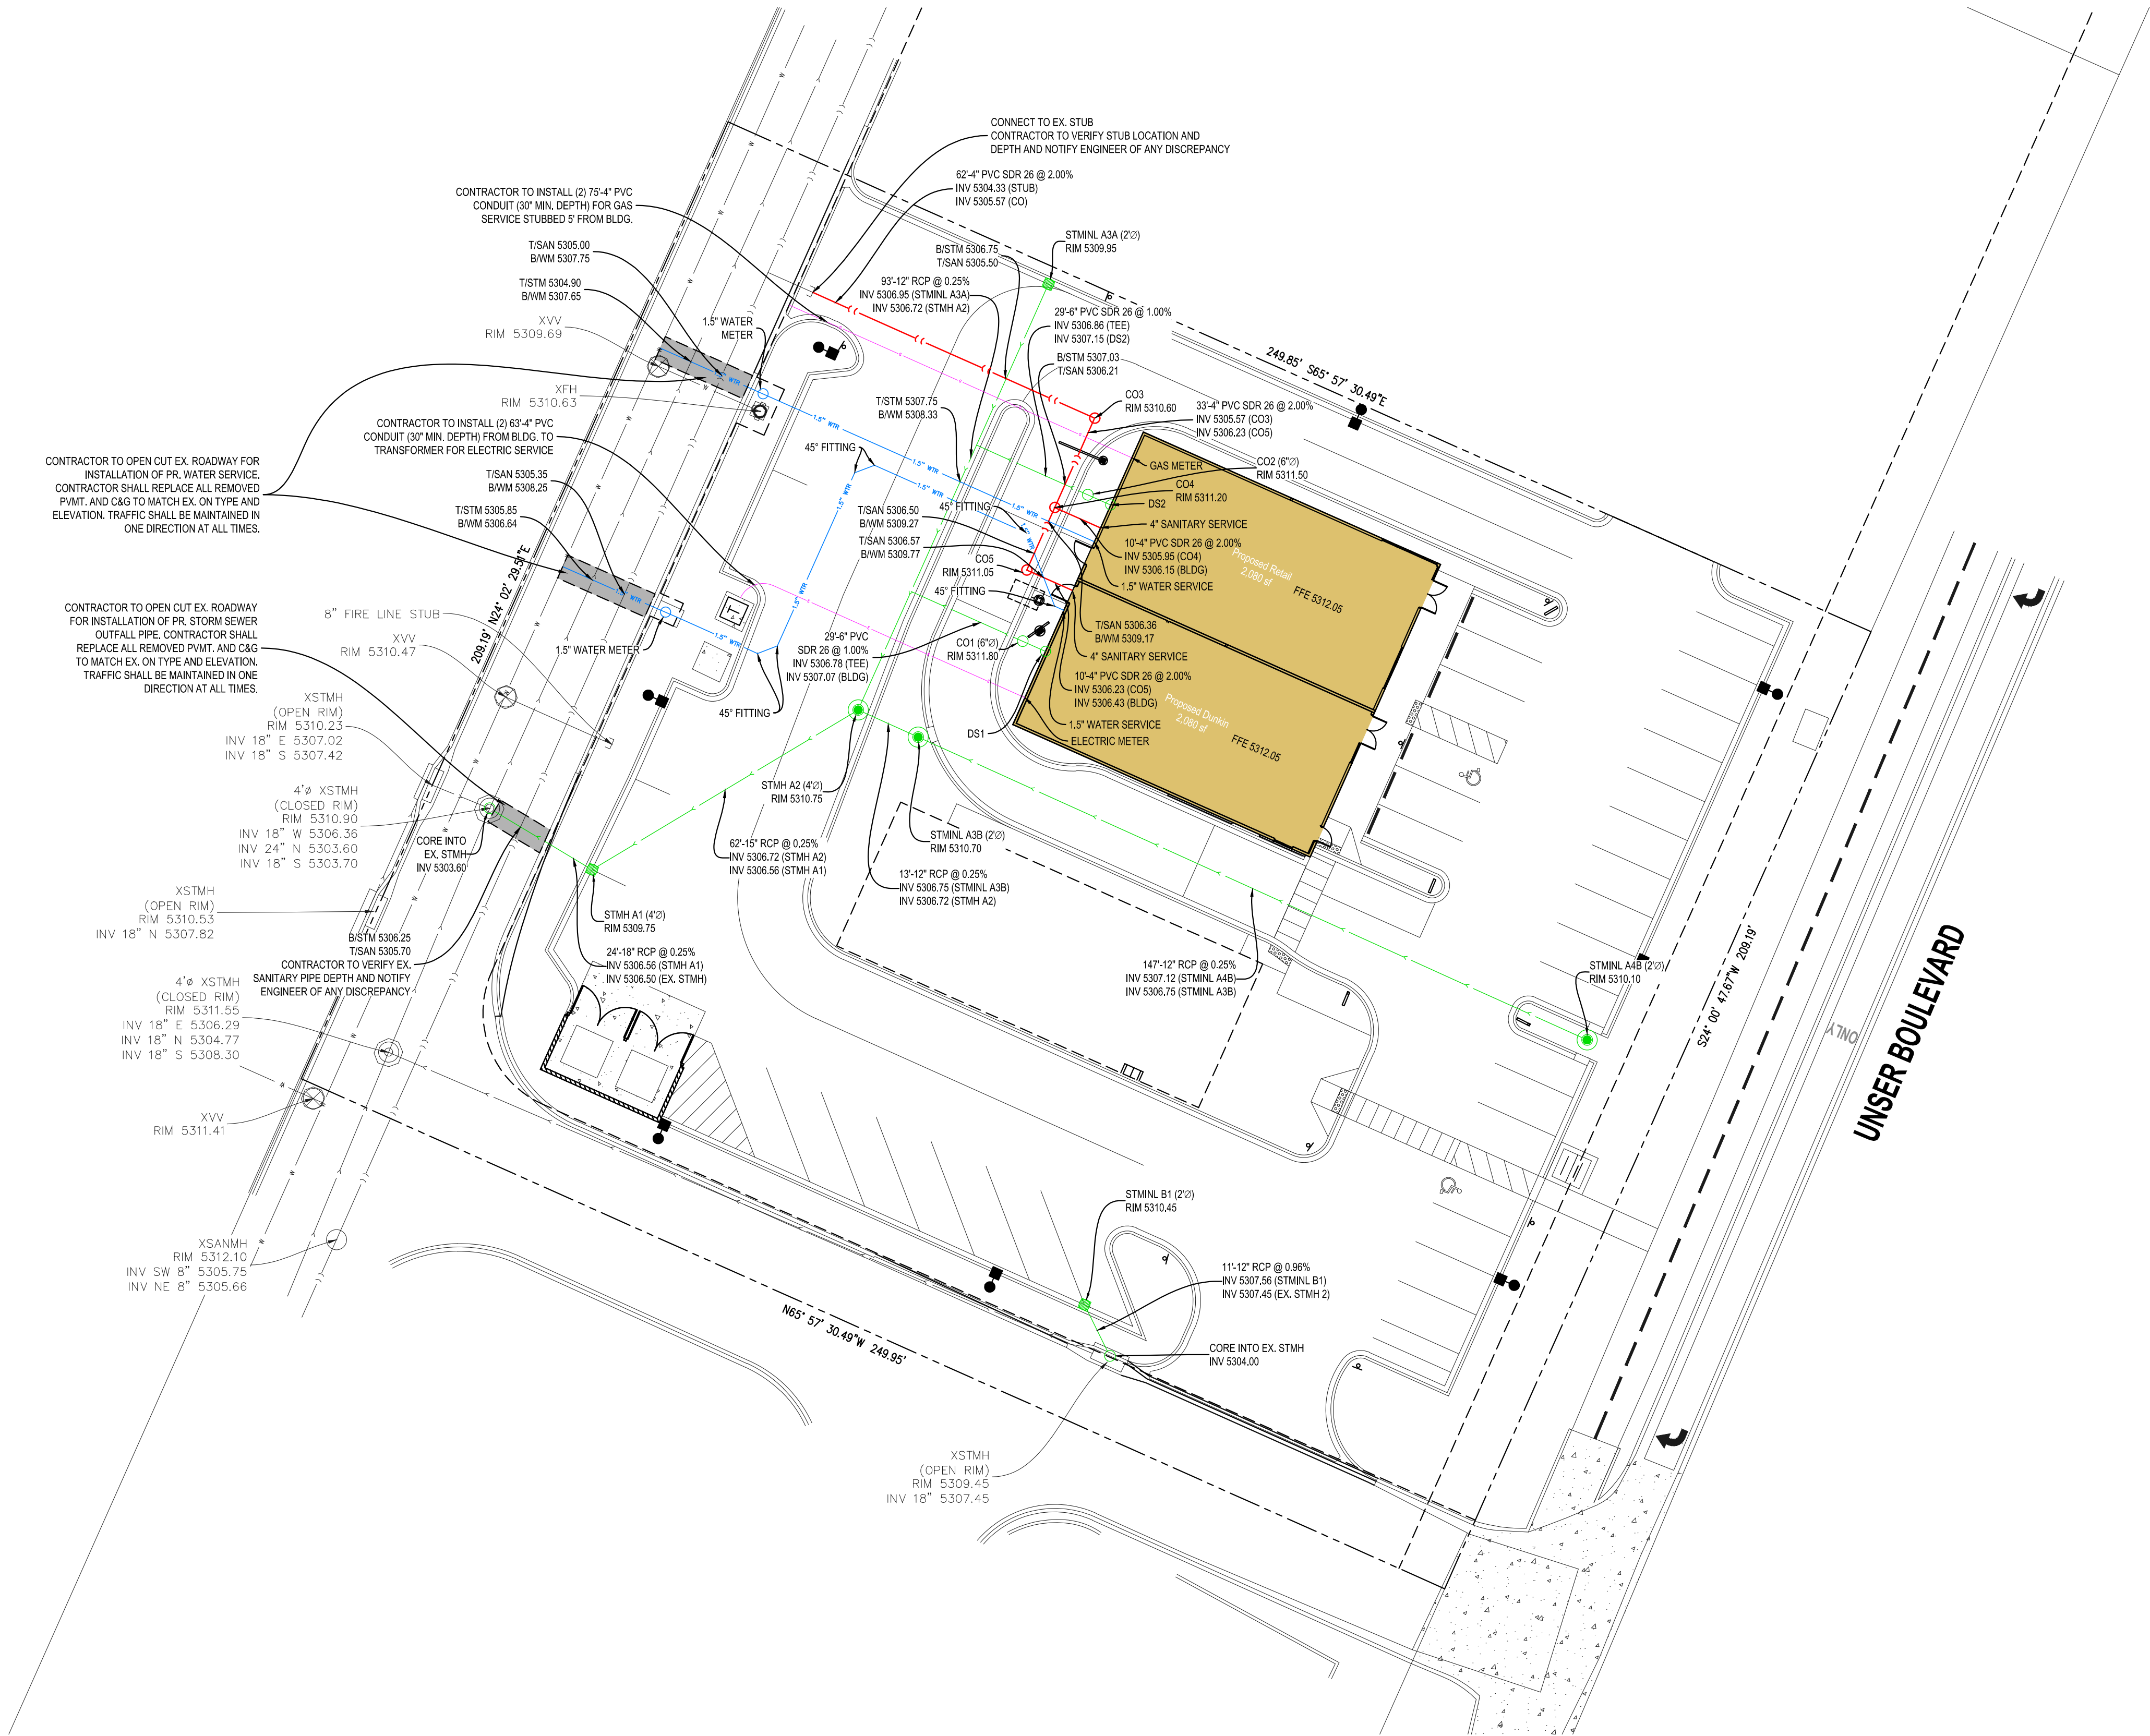 CONNECT TO EX. STUB
CONTRACTOR TO VERIFY STUB LOCATION AND
DEPTH AND NOTIFY ENGINEER OF ANY DISCREPANCY
62'-4" PVC SDR 26 @ 2.00%
INV 5304.33 (STUB)
INV 5305.57 (CO)
CONTRACTOR TO INSTALL (2) 75'-4" PVC
CONDUIT (30" MIN. DEPTH) FOR GAS
SERVICE STUBBED 5' FROM BLDG.
T/SAN 5305.00
B/WM 5307.75
T/STM 5304.90
B/WM 5307.65
XVV
RIM 5309.69
1.5" WATER
METER
XFH
RIM 5310.63
B/STM 5306.75
T/SAN 5305.50
STMINL A3A (2'Ø)
RIM 5309.95
93'-12" RCP @ 0.25%
INV 5306.95 (STMINL A3A)
INV 5306.72 (STMH A2)
29'-6" PVC SDR 26 @ 1.00%
INV 5306.86 (TEE)
INV 5307.15 (DS2)
B/STM 5307.03
T/SAN 5306.21
249.85' S65° 57' 30.49"E
CO3
RIM 5310.60
33'-4" PVC SDR 26 @ 2.00%
INV 5305.57 (CO3)
INV 5306.23 (CO5)
T/STM 5307.75
B/WM 5308.33
CONTRACTOR TO INSTALL (2) 63'-4" PVC
CONDUIT (30" MIN. DEPTH) FROM BLDG. TO
TRANSFORMER FOR ELECTRIC SERVICE
45° FITTING
CONTRACTOR TO OPEN CUT EX. ROADWAY FOR
INSTALLATION OF PR. WATER SERVICE.
CONTRACTOR SHALL REPLACE ALL REMOVED
PVMT. AND C&G TO MATCH EX. ON TYPE AND
ELEVATION. TRAFFIC SHALL BE MAINTAINED IN
ONE DIRECTION AT ALL TIMES.
T/SAN 5305.35
B/WM 5308.25
T/STM 5305.85
B/WM 5306.64
1.5" WTR
1.5" WTR
1.5" WTR
1.5" WTR
1.5" WTR
1.5" WTR
1.5" WTR
1.5" WTR
1.5" WTR
1.5" WTR
1.5" WTR
GAS METER
CO2 (6"Ø)
RIM 5311.50
CO4
RIM 5311.20
DS2
4" SANITARY SERVICE
10'-4" PVC SDR 26 @ 2.00%
INV 5305.95 (CO4)
INV 5306.15 (BLDG)
1.5" WATER SERVICE
T/SAN 5306.50
B/WM 5309.27
45° FITTING
T/SAN 5306.57
B/WM 5309.77
CO5
RIM 5311.05
45° FITTING
Proposed Retail
2,080 sf
FFE 5312.05
T/SAN 5306.36
B/WM 5309.17
4" SANITARY SERVICE
10'-4" PVC SDR 26 @ 2.00%
INV 5306.23 (CO5)
INV 5306.43 (BLDG)
1.5" WATER SERVICE
ELECTRIC METER
Proposed Dunkin
2,080 sf
FFE 5312.05
CO1 (6"Ø)
RIM 5311.80
DS1
209.19' N24° 02' 29.51"E
CONTRACTOR TO OPEN CUT EX. ROADWAY
FOR INSTALLATION OF PR. STORM SEWER
OUTFALL PIPE. CONTRACTOR SHALL
REPLACE ALL REMOVED PVMT. AND C&G
TO MATCH EX. ON TYPE AND ELEVATION.
TRAFFIC SHALL BE MAINTAINED IN ONE
DIRECTION AT ALL TIMES.
8" FIRE LINE STUB
XVV
RIM 5310.47
T
1.5" WATER METER
29'-6" PVC
SDR 26 @ 1.00%
INV 5306.78 (TEE)
INV 5307.07 (BLDG)
45° FITTING
XSTMH
(OPEN RIM)
RIM 5310.23
INV 18" E 5307.02
INV 18" S 5307.42
4'ø XSTMH
(CLOSED RIM)
RIM 5310.90
INV 18" W 5306.36
INV 24" N 5303.60
INV 18" S 5303.70
CORE INTO
EX. STMH
INV 5303.60
STMH A2 (4'Ø)
RIM 5310.75
62'-15" RCP @ 0.25%
INV 5306.72 (STMH A2)
INV 5306.56 (STMH A1)
STMINL A3B (2'Ø)
RIM 5310.70
13'-12" RCP @ 0.25%
INV 5306.75 (STMINL A3B)
INV 5306.72 (STMH A2)
XSTMH
(OPEN RIM)
RIM 5310.53
INV 18" N 5307.82
STMH A1 (4'Ø)
RIM 5309.75
24'-18" RCP @ 0.25%
INV 5306.56 (STMH A1)
INV 5306.50 (EX. STMH)
B/STM 5306.25
T/SAN 5305.70
CONTRACTOR TO VERIFY EX.
SANITARY PIPE DEPTH AND NOTIFY
ENGINEER OF ANY DISCREPANCY
147'-12" RCP @ 0.25%
INV 5307.12 (STMINL A4B)
INV 5306.75 (STMINL A3B)
STMINL A4B (2'Ø)
RIM 5310.10
S24° 00' 47.67"W 209.19'
ONLY
UNSER BOULEVARD
4'ø XSTMH
(CLOSED RIM)
RIM 5311.55
INV 18" E 5306.29
INV 18" N 5304.77
INV 18" S 5308.30
XVV
RIM 5311.41
XSANMH
RIM 5312.10
INV SW 8" 5305.75
INV NE 8" 5305.66
STMINL B1 (2'Ø)
RIM 5310.45
11'-12" RCP @ 0.96%
INV 5307.56 (STMINL B1)
INV 5307.45 (EX. STMH 2)
CORE INTO EX. STMH
INV 5304.00
N65° 57' 30.49"W 249.95'
XSTMH
(OPEN RIM)
RIM 5309.45
INV 18" 5307.45